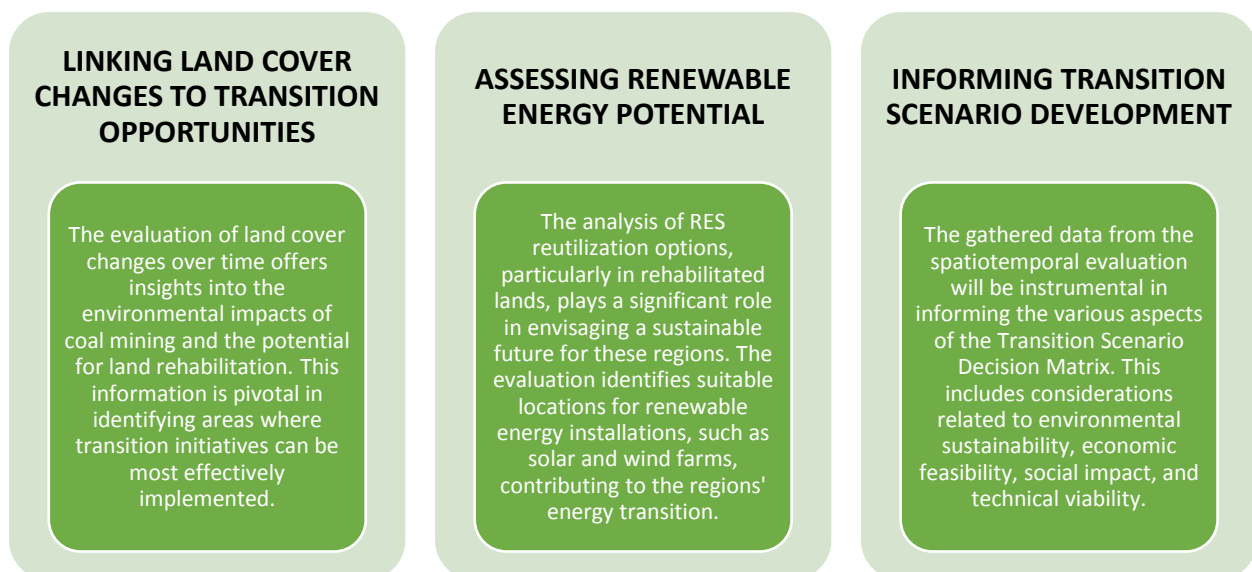 LINKING LAND COVER
CHANGES TO TRANSITION
OPPORTUNITIES
The evaluation of land cover
changes over time offers
insights into the
environmental impacts of
coal mining and the potential
for land rehabilitation. This
information is pivotal in
identifying areas where
transition initiatives can be
most effectively
implemented.
ASSESSING RENEWABLE
ENERGY POTENTIAL
The analysis of RES
reutilization options,
particularly in rehabilitated
lands, plays a significant role
in envisaging a sustainable
future for these regions. The
evaluation identifies suitable
locations for renewable
energy installations, such as
solar and wind farms,
contributing to the regions'
energy transition.
INFORMING TRANSITION
SCENARIO DEVELOPMENT
The gathered data from the
spatiotemporal evaluation
will be instrumental in
informing the various aspects
of the Transition Scenario
Decision Matrix. This
includes considerations
related to environmental
sustainability, economic
feasibility, social impact, and
technical viability.